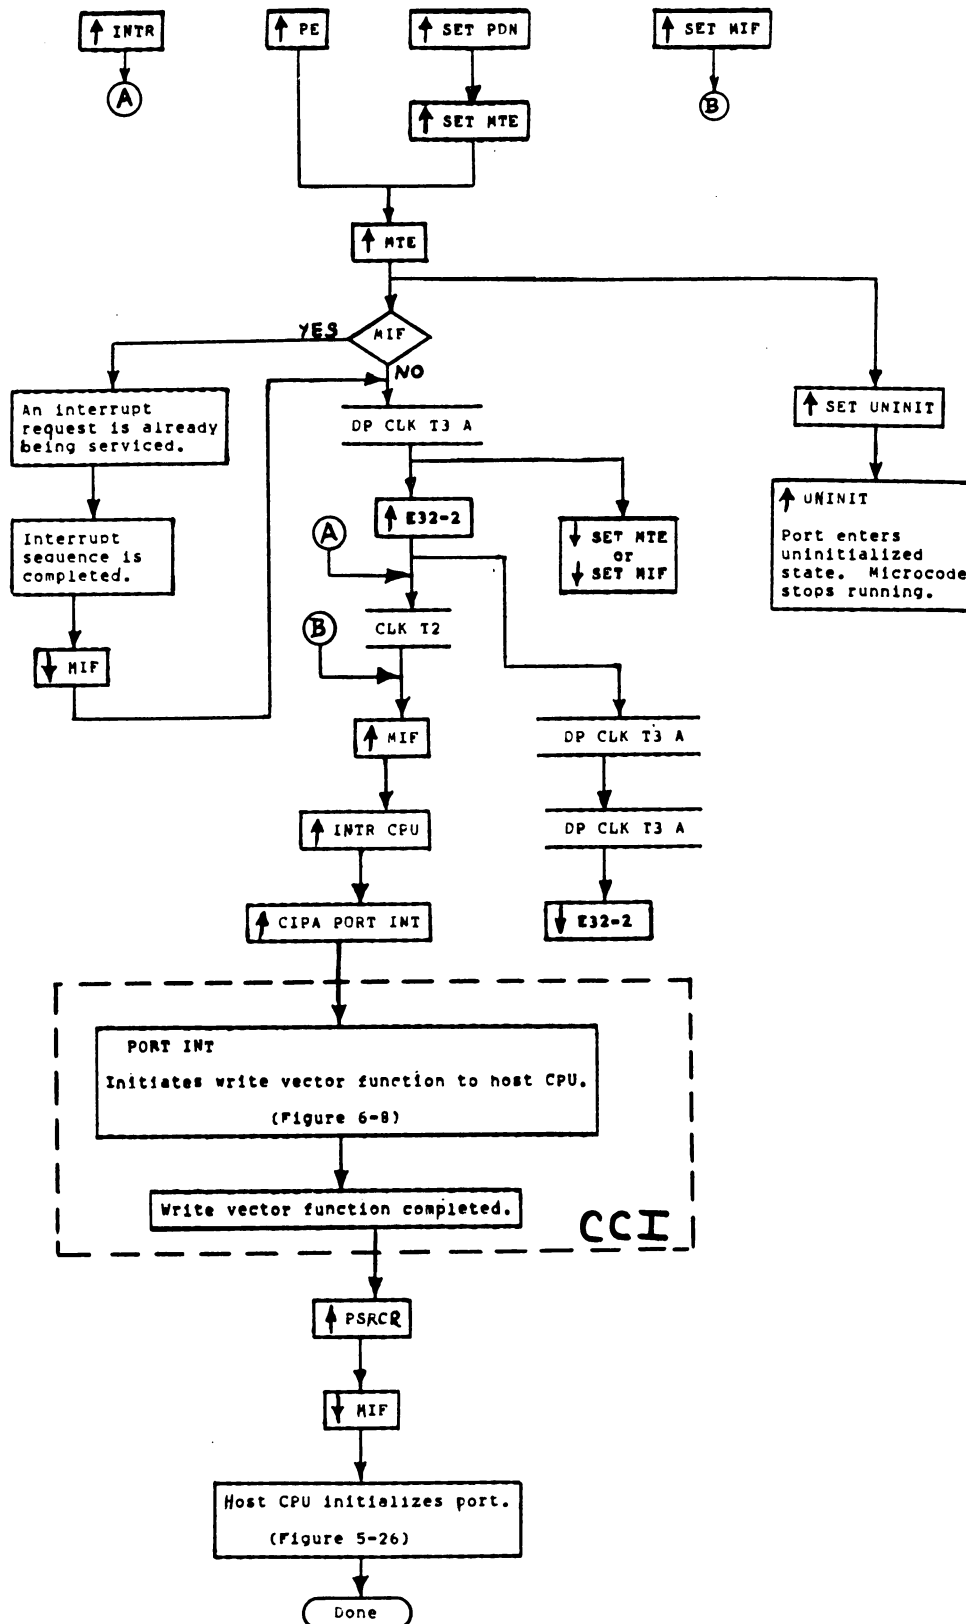 ↑ INTR
↑ PE
↑ SET PDN
↑ SET MIF
A
B
↑ SET MTE
↑ MTE
YES
MIF
NO
An interrupt
request is already
being serviced.
DP CLK T3 A
↑ SET UNINIT
↑ E32-2
↓ SET MTE
or
↓ SET MIF
↑ UNINIT
Port enters
uninitialized
state. Microcode
stops running.
Interrupt
sequence is
completed.
A
CLK T2
B
↓ MIF
↑ MIF
DP CLK T3 A
↑ INTR CPU
DP CLK T3 A
↑ CIPA PORT INT
↓ E32-2
PORT INT
Initiates write vector function to host CPU.
(Figure 6-8)
Write vector function completed.
CCI
↑ PSRCR
↓ MIF
Host CPU initializes port.
(Figure 5-26)
Done